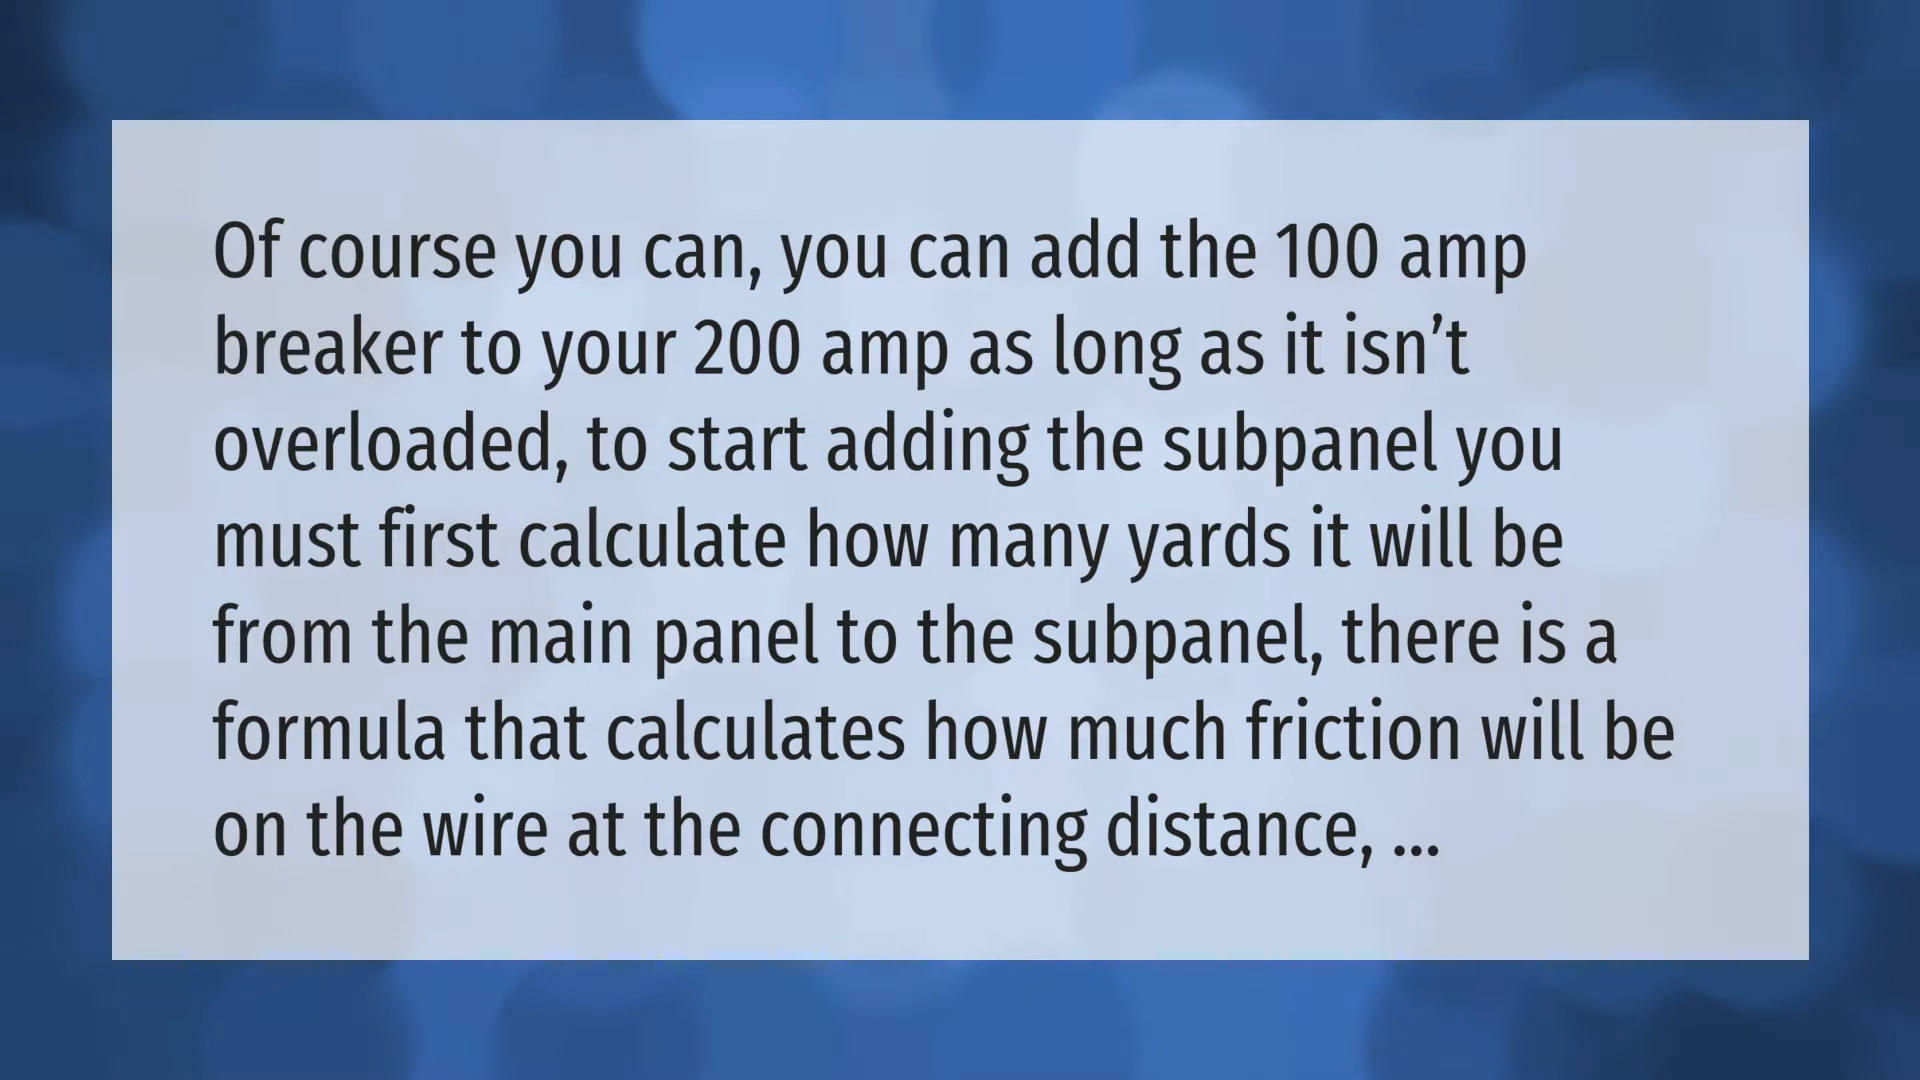 Of course you can, you can add the 100 amp
breaker to your 200 amp as long as it isn’t
overloaded, to start adding the subpanel you
must first calculate how many yards it will be
from the main panel to the subpanel, there is a
formula that calculates how much friction will be
on the wire at the connecting distance, ...